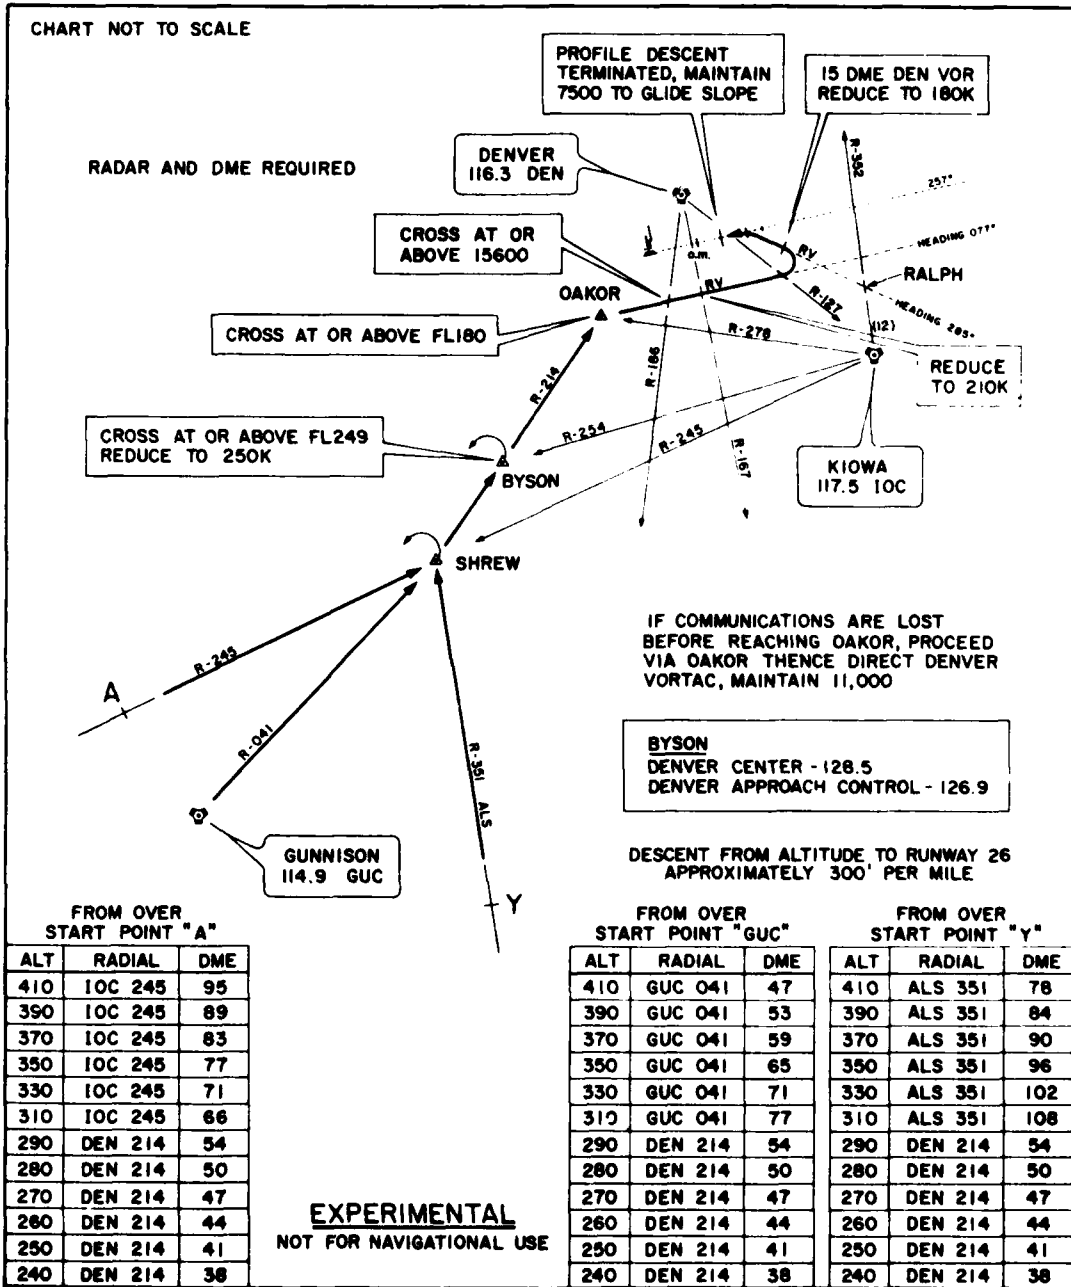 CHART NOT TO SCALE
PROFILE DESCENT
TERMINATED, MAINTAIN
7500 TO GLIDE SLOPE
15 DME DEN VOR
REDUCE TO 180K
RADAR AND DME REQUIRED
DENVER
116.3 DEN
R-352
257°
CROSS AT OR
ABOVE 15600
HEADING 077°
o.m.
RV
RV
RALPH
OAKOR
R-127
HEADING 285°
CROSS AT OR ABOVE FL180
R-278
(12)
R-186
REDUCE
TO 210K
R-214
CROSS AT OR ABOVE FL249
REDUCE TO 250K
R-254
R-245
R-167
BYSON
KIOWA
117.5 IOC
SHREW
IF COMMUNICATIONS ARE LOST
BEFORE REACHING OAKOR, PROCEED
VIA OAKOR THENCE DIRECT DENVER
VORTAC, MAINTAIN 11,000
R-245
A
R-041
R-351 ALS
BYSON
DENVER CENTER - 128.5
DENVER APPROACH CONTROL - 126.9
GUNNISON
114.9 GUC
DESCENT FROM ALTITUDE TO RUNWAY 26
APPROXIMATELY 300' PER MILE
Y
FROM OVER
START POINT "A"
ALT RADIAL DME
410 IOC 245 95
390 IOC 245 89
370 IOC 245 83
350 IOC 245 77
330 IOC 245 71
310 IOC 245 66
290 DEN 214 54
280 DEN 214 50
270 DEN 214 47
260 DEN 214 44
250 DEN 214 41
240 DEN 214 38
EXPERIMENTAL
NOT FOR NAVIGATIONAL USE
FROM OVER
START POINT "GUC"
ALT RADIAL DME
410 GUC 041 47
390 GUC 041 53
370 GUC 041 59
350 GUC 041 65
330 GUC 041 71
310 GUC 041 77
290 DEN 214 54
280 DEN 214 50
270 DEN 214 47
260 DEN 214 44
250 DEN 214 41
240 DEN 214 38
FROM OVER
START POINT "Y"
ALT RADIAL DME
410 ALS 351 78
390 ALS 351 84
370 ALS 351 90
350 ALS 351 96
330 ALS 351 102
310 ALS 351 108
290 DEN 214 54
280 DEN 214 50
270 DEN 214 47
260 DEN 214 44
250 DEN 214 41
240 DEN 214 38